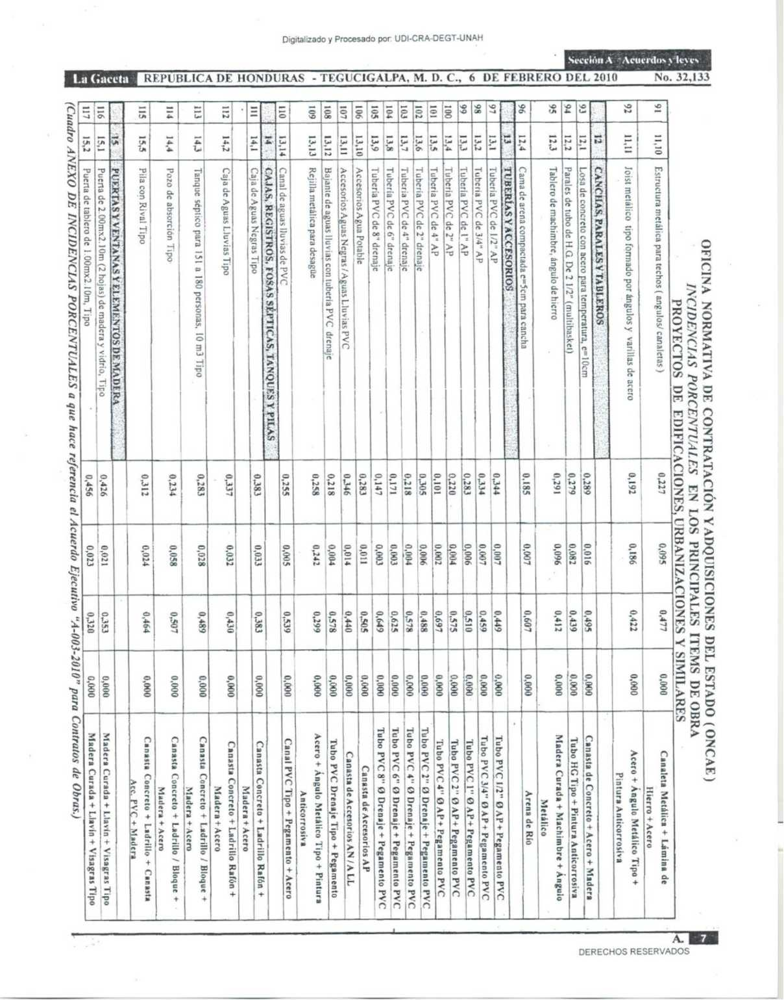 Digitalizado y Procesado por: UDI-CRA-DEGT-UNAH
Sección A Acuerdos y leyes
La Gaceta REPÚBLICA DE HONDURAS - TEGUCIGALPA, M. D. C., 6 DE FEBRERO DEL 2010 No. 32,133
OFICINA NORMATIVA DE CONTRATACIÓN Y ADQUISICIONES DEL ESTADO ( ONCAE )
INCIDENCIAS PORCENTUALES EN LOS PRINCIPALES ITEMS DE OBRA
PROYECTOS DE EDIFICACIONES, URBANIZACIONES Y SIMILARES
91 11,10 Estructura metálica para techos ( angulos/ canaletas ) 0,227 0,095 0,477 0,000 Canaleta Metálica + Lámina de
Hierro + Acero
92 11,11 Joist metálico tipo formado por ángulos y varillas de acero 0,192 0,186 0,422 0,000 Acero + Ángulo Metálico Tipo +
Pintura Anticorrosiva
12 CANCHAS, PARALES Y TABLEROS
93 12,1 Losa de concreto con acero para temperatura, e=10cm 0,289 0,016 0,495 0,000 Canasta de Concreto + Acero + Madera
94 12,2 Parales de tubo de H.G. De 2 1/2" (multibasket) 0,279 0,082 0,439 0,000 Tubo HG Tipo + Pintura Anticorrosiva
95 12,3 Tablero de machimbre, ángulo de hierro 0,291 0,096 0,412 0,000 Madera Curada + Machimbre + Ángulo
Metálico
96 12,4 Cama de arena compactada e=5cm para cancha 0,185 0,007 0,607 0,000 Arena de Río
13 TUBERÍAS Y ACCESORIOS
97 13,1 Tubería PVC de 1/2" AP 0,344 0,007 0,449 0,000 Tubo PVC 1/2" Ø AP + Pegamento PVC
98 13,2 Tubería PVC de 3/4" AP 0,334 0,007 0,459 0,000 Tubo PVC 3/4" Ø AP + Pegamento PVC
99 13,3 Tubería PVC de 1" AP 0,283 0,006 0,510 0,000 Tubo PVC 1" Ø AP + Pegamento PVC
100 13,4 Tubería PVC de 2" AP 0,220 0,004 0,575 0,000 Tubo PVC 2" Ø AP + Pegamento PVC
101 13,5 Tubería PVC de 4" AP 0,101 0,002 0,697 0,000 Tubo PVC 4" Ø AP + Pegamento PVC
102 13,6 Tubería PVC de 2" drenaje 0,305 0,006 0,488 0,000 Tubo PVC 2" Ø Drenaje + Pegamento PVC
103 13,7 Tubería PVC de 4" drenaje 0,218 0,004 0,578 0,000 Tubo PVC 4" Ø Drenaje + Pegamento PVC
104 13,8 Tubería PVC de 6" drenaje 0,171 0,003 0,625 0,000 Tubo PVC 6" Ø Drenaje + Pegamento PVC
105 13,9 Tubería PVC de 8" drenaje 0,147 0,003 0,649 0,000 Tubo PVC 8" Ø Drenaje + Pegamento PVC
106 13,10 Accesorios Agua Potable 0,283 0,011 0,505 0,000 Canasta de Accesorios AP
107 13,11 Accesorios Aguas Negras / Aguas Lluvias PVC 0,346 0,014 0,440 0,000 Canasta de Accesorios AN / A LL
108 13,12 Bajante de aguas lluvias con tubería PVC drenaje 0,218 0,004 0,578 0,000 Tubo PVC Drenaje Tipo + Pegamento
109 13,13 Rejilla metálica para desagüe 0,258 0,242 0,299 0,000 Acero + Ángulo Metálico Tipo + Pintura
Anticorrosiva
110 13,14 Canal de aguas lluvias de PVC 0,255 0,005 0,539 0,000 Canal PVC Tipo + Pegamento + Acero
14 CAJAS, REGISTROS, FOSAS SÉPTICAS, TANQUES Y PILAS
111 14,1 Caja de Aguas Negras Tipo 0,383 0,033 0,383 0,000 Canasta Concreto + Ladrillo Rafón +
Madera + Acero
112 14,2 Caja de Aguas Lluvias Tipo 0,337 0,032 0,430 0,000 Canasta Concreto + Ladrillo Rafón +
Madera + Acero
113 14,3 Tanque séptico para 151 a 180 personas, 10 m3 Tipo 0,283 0,028 0,489 0,000 Canasta Concreto + Ladrillo / Bloque +
Madera + Acero
114 14,4 Pozo de absorción Tipo 0,234 0,058 0,507 0,000 Canasta Concreto + Ladrillo / Bloque +
Madera + Acero
115 15,5 Pila con Rival Tipo 0,312 0,024 0,464 0,000 Canasta Concreto + Ladrillo + Canasta
Acc. PVC + Madera
15 PUERTAS Y VENTANAS Y ELEMENTOS DE MADERA
116 15,1 Puerta de 2.00mx2.10m (2 hojas) de madera y vidrio, Tipo 0,426 0,021 0,353 0,000 Madera Curada + Llavín + Visagras Tipo
117 15,2 Puerta de tablero de 1.00mx2.10m, Tipo 0,456 0,023 0,320 0,000 Madera Curada + Llavín + Visagras Tipo
(Cuadro ANEXO DE INCIDENCIAS PORCENTUALES a que hace referencia el Acuerdo Ejecutivo "A-003-2010" para Contratos de Obras.)
A. 7
DERECHOS RESERVADOS